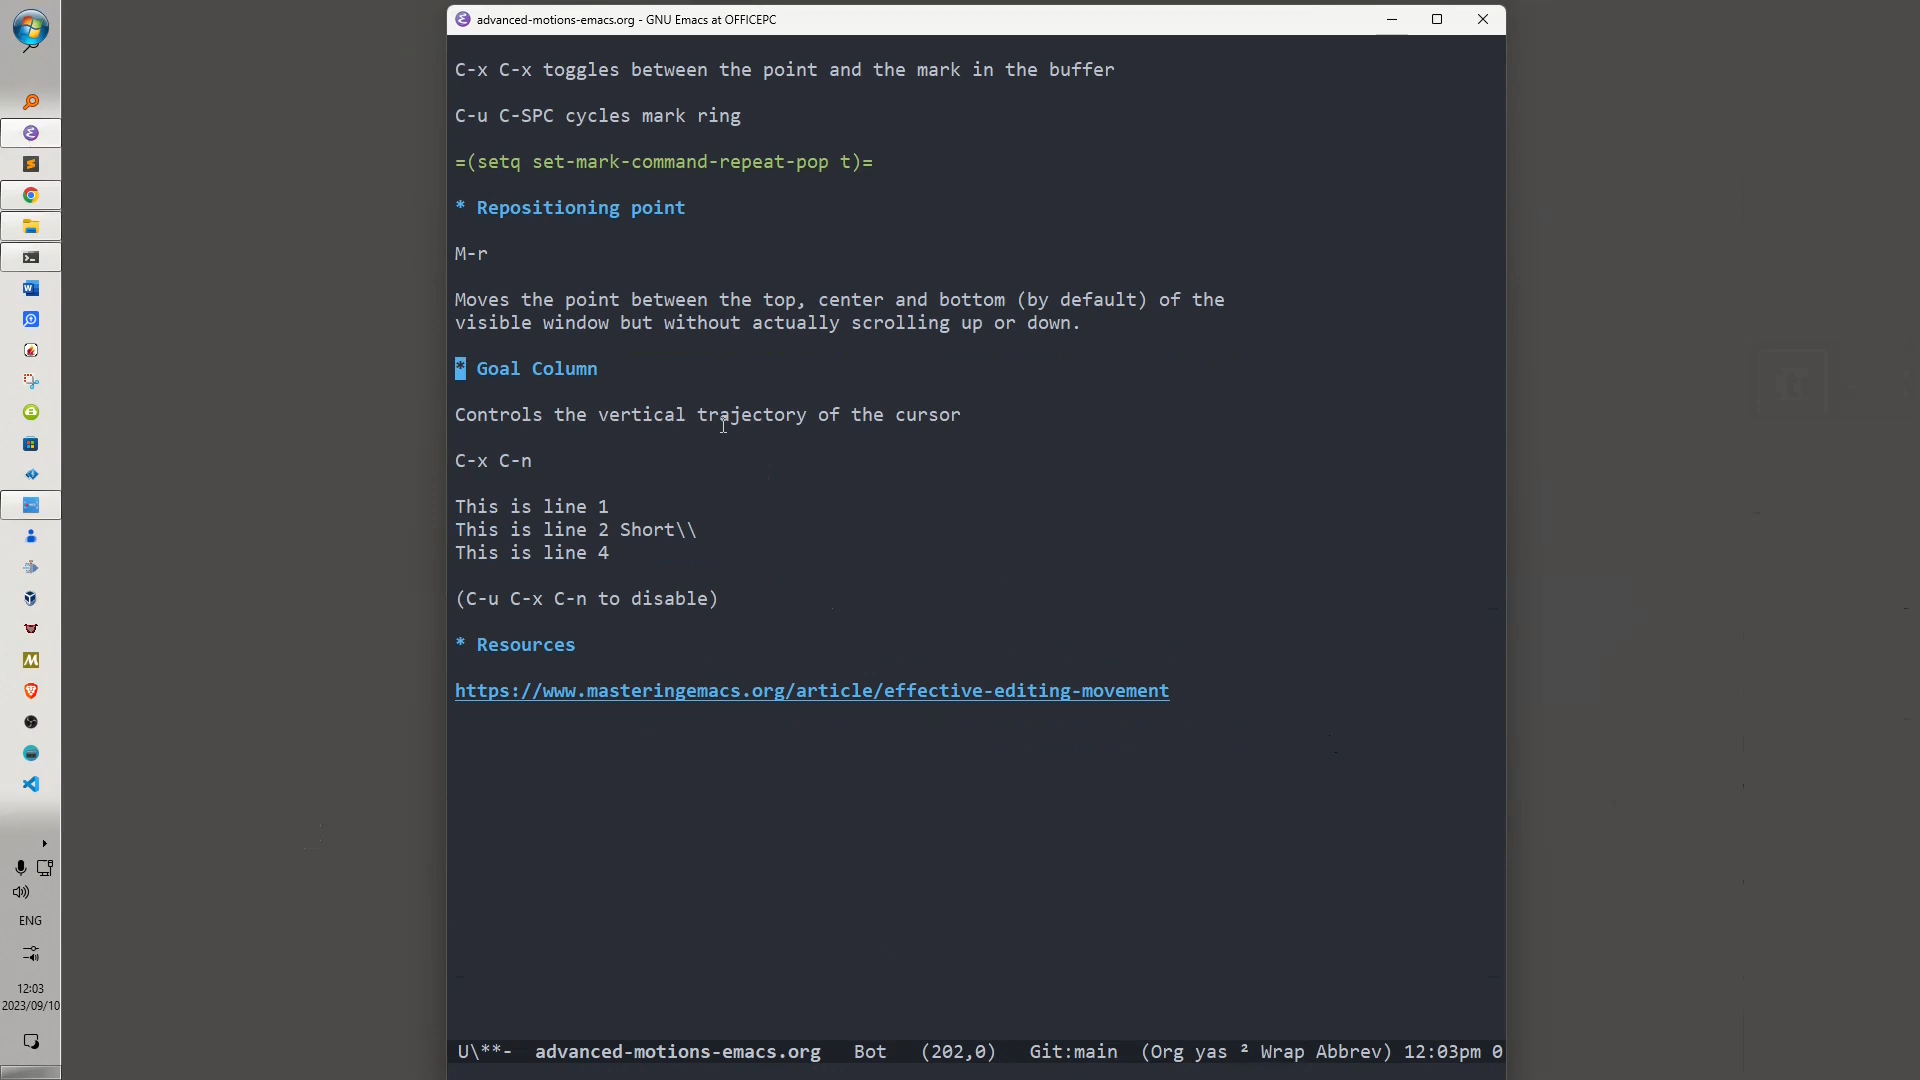 advanced-motions-emacs.org - GNU Emacs at OFFICEPC
C-x C-x toggles between the point and the mark in the buffer
C-u C-SPC cycles mark ring
=(setq set-mark-command-repeat-pop t)=
* Repositioning point
M-r
Moves the point between the top, center and bottom (by default) of the
visible window but without actually scrolling up or down.
* Goal Column
Controls the vertical trajectory of the cursor
C-x C-n
This is line 1
This is line 2 Short\\
This is line 4
(C-u C-x C-n to disable)
* Resources
https://www.masteringemacs.org/article/effective-editing-movement
U\**-  advanced-motions-emacs.org   Bot   (202,0)   Git:main  (Org yas ² Wrap Abbrev) 12:03pm 0
ENG
12:03
2023/09/10